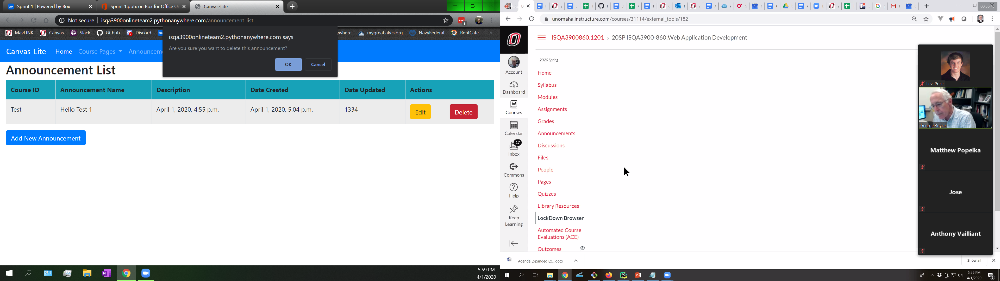 Sprint 1 | Powered by Box
Sprint 1.pptx on Box for Office O
Canvas-Lite
Not secure
isqa3900onlineteam2.pythonanywhere.com/announcement_list
1
MavLINK
Canvas
Slack
Github
Discord
where
mygreatlakes.org
NavyFederal
RentCafe
isqa3900onlineteam2.pythonanywhere.com says
Are you sure you want to delete this announcement?
OK
Cancel
Canvas-Lite
Home
Course Pages
Announcem
Announcement List
Course ID
Announcement Name
Description
Date Created
Date Updated
Actions
Test
Hello Test 1
April 1, 2020, 4:55 p.m.
April 1, 2020, 5:04 p.m.
1334
Edit
Delete
Add New Announcement
5:59 PM
4/1/2020
00:56:45
unomaha.instructure.com/courses/31114/external_tools/182
ISQA3900860.1201
20SP ISQA3900-860:Web Application Development
2020 Spring
Account
Dashboard
Courses
Calendar
17
Inbox
Commons
Help
Keep
Learning
Home
Syllabus
Modules
Assignments
Grades
Announcements
Discussions
Files
People
Pages
Quizzes
Library Resources
LockDown Browser
Automated Course
Evaluations (ACE)
Outcomes
Levi Price
George Royce
Matthew Popelka
Jose
Anthony Vailliant
Agenda Expanded Ex....docx
Show all
5:59 PM
4/1/2020
3